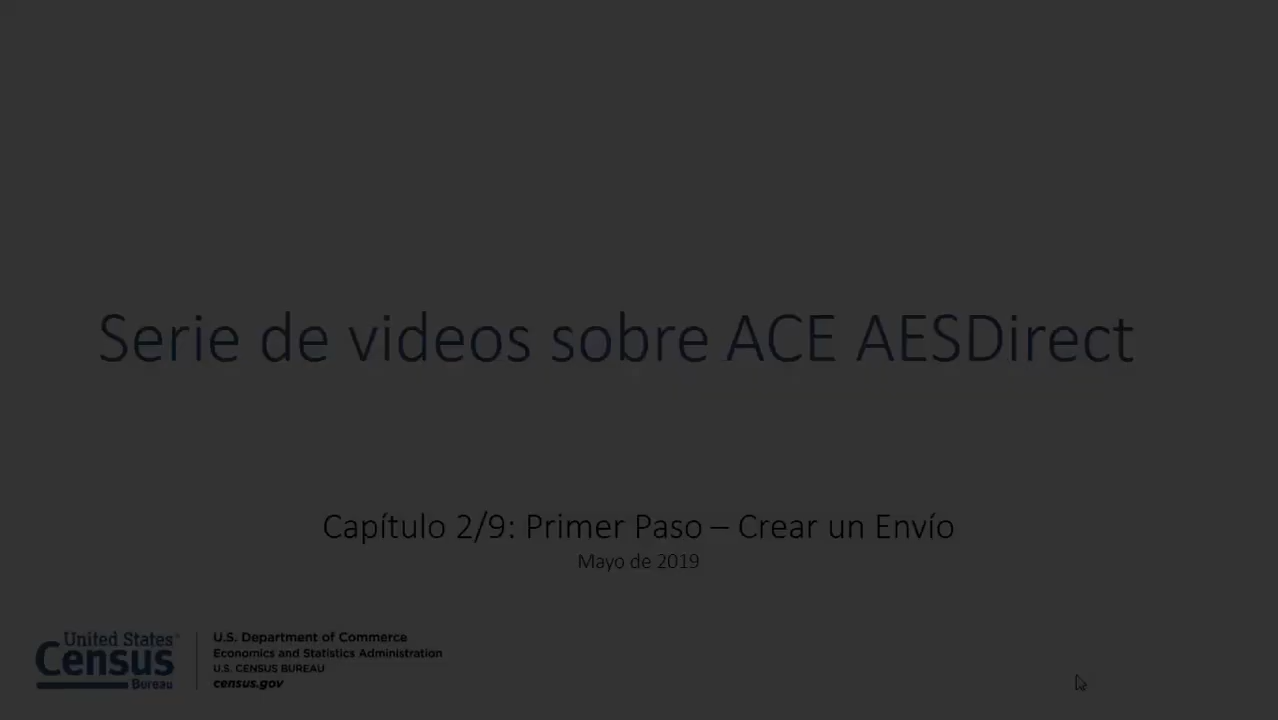 Serie de videos sobre ACE AESDirect
Capítulo 2/9: Primer Paso – Crear un Envío
Mayo de 2019
United States
Census
Bureau
U.S. Department of Commerce
Economics and Statistics Administration
U.S. CENSUS BUREAU
census.gov